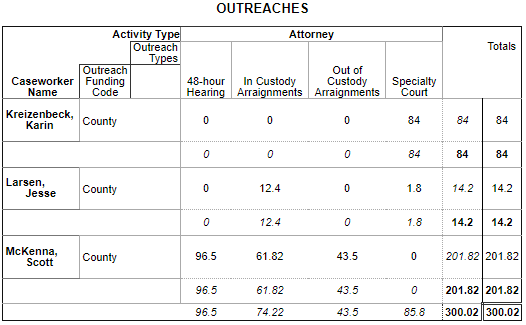 OUTREACHES
Activity Type Attorney
Outreach Types Totals
Caseworker Name Outreach Funding Code 48-hour Hearing In Custody Arraignments Out of Custody Arraignments Specialty Court
Kreizenbeck, Karin County 0 0 0 84 84 84
0 0 0 84 84 84
Larsen, Jesse County 0 12.4 0 1.8 14.2 14.2
0 12.4 0 1.8 14.2 14.2
McKenna, Scott County 96.5 61.82 43.5 0 201.82 201.82
96.5 61.82 43.5 0 201.82 201.82
96.5 74.22 43.5 85.8 300.02 300.02